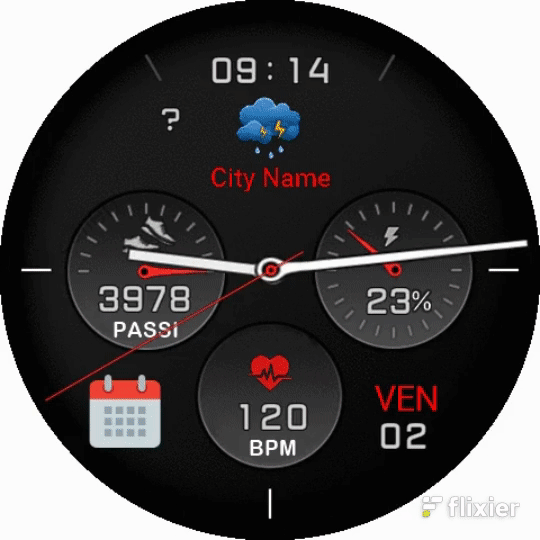 09:14
?
City Name
3978
PASSI
23%
120
BPM
VEN
02
flixier